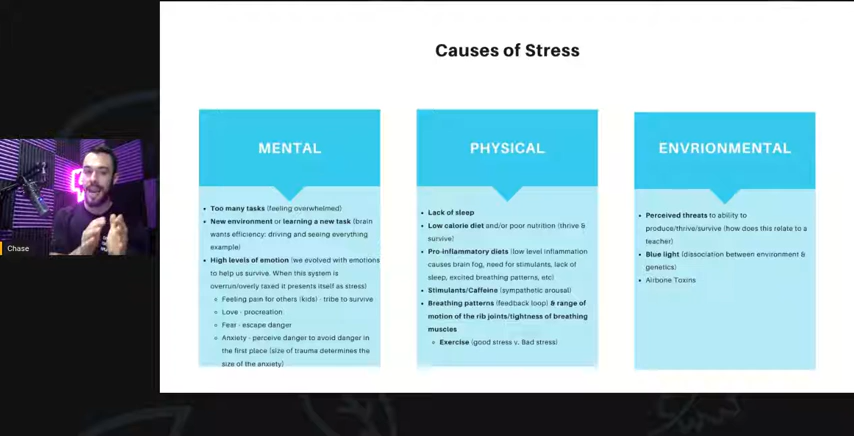 Causes of Stress
MENTAL
• Too many tasks (feeling overwhelmed)
• New environment or learning a new task (brain
wants efficiency: driving and seeing everything
example)
• High levels of emotion (we evolved with emotions
to help us survive. When this system is
overrun/overly taxed it presents itself as stress)
Feeling pain for others (kids) - tribe to survive
Love - procreation
Fear - escape danger
Anxiety - perceive danger to avoid danger in
the first place (size of trauma determines the
size of the anxiety)
PHYSICAL
• Lack of sleep
• Low calorie diet and/or poor nutrition (thrive &
survive)
• Pro-inflammatory diets (low level inflammation
causes brain fog, need for stimulants, lack of
sleep, excited breathing patterns, etc)
• Stimulants/Caffeine (sympathetic arousal)
• Breathing patterns (feedback loop) & range of
motion of the rib joints/tightness of breathing
muscles
Exercise (good stress v. Bad stress)
ENVRIONMENTAL
• Perceived threats to ability to
produce/thrive/survive (how does this relate to a
teacher)
• Blue light (dissociation between environment &
genetics)
• Airbone Toxins
Chase